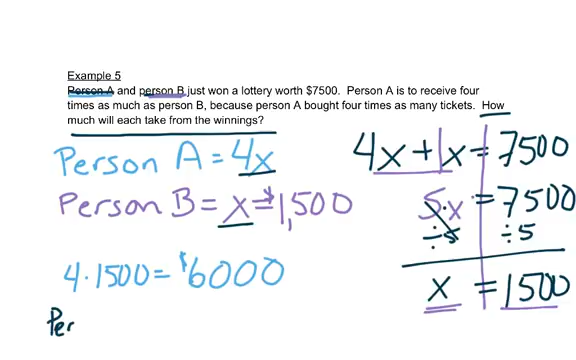 Example 5
Person A and person B just won a lottery worth $7500. Person A is to receive four
times as much as person B, because person A bought four times as many tickets. How
much will each take from the winnings?
Person A = 4x
Person B = x = $1,500
4 · 1500 = $6000
Per
4x + 1x = 7500
5 · x = 7500
÷5 ÷5
x = 1500